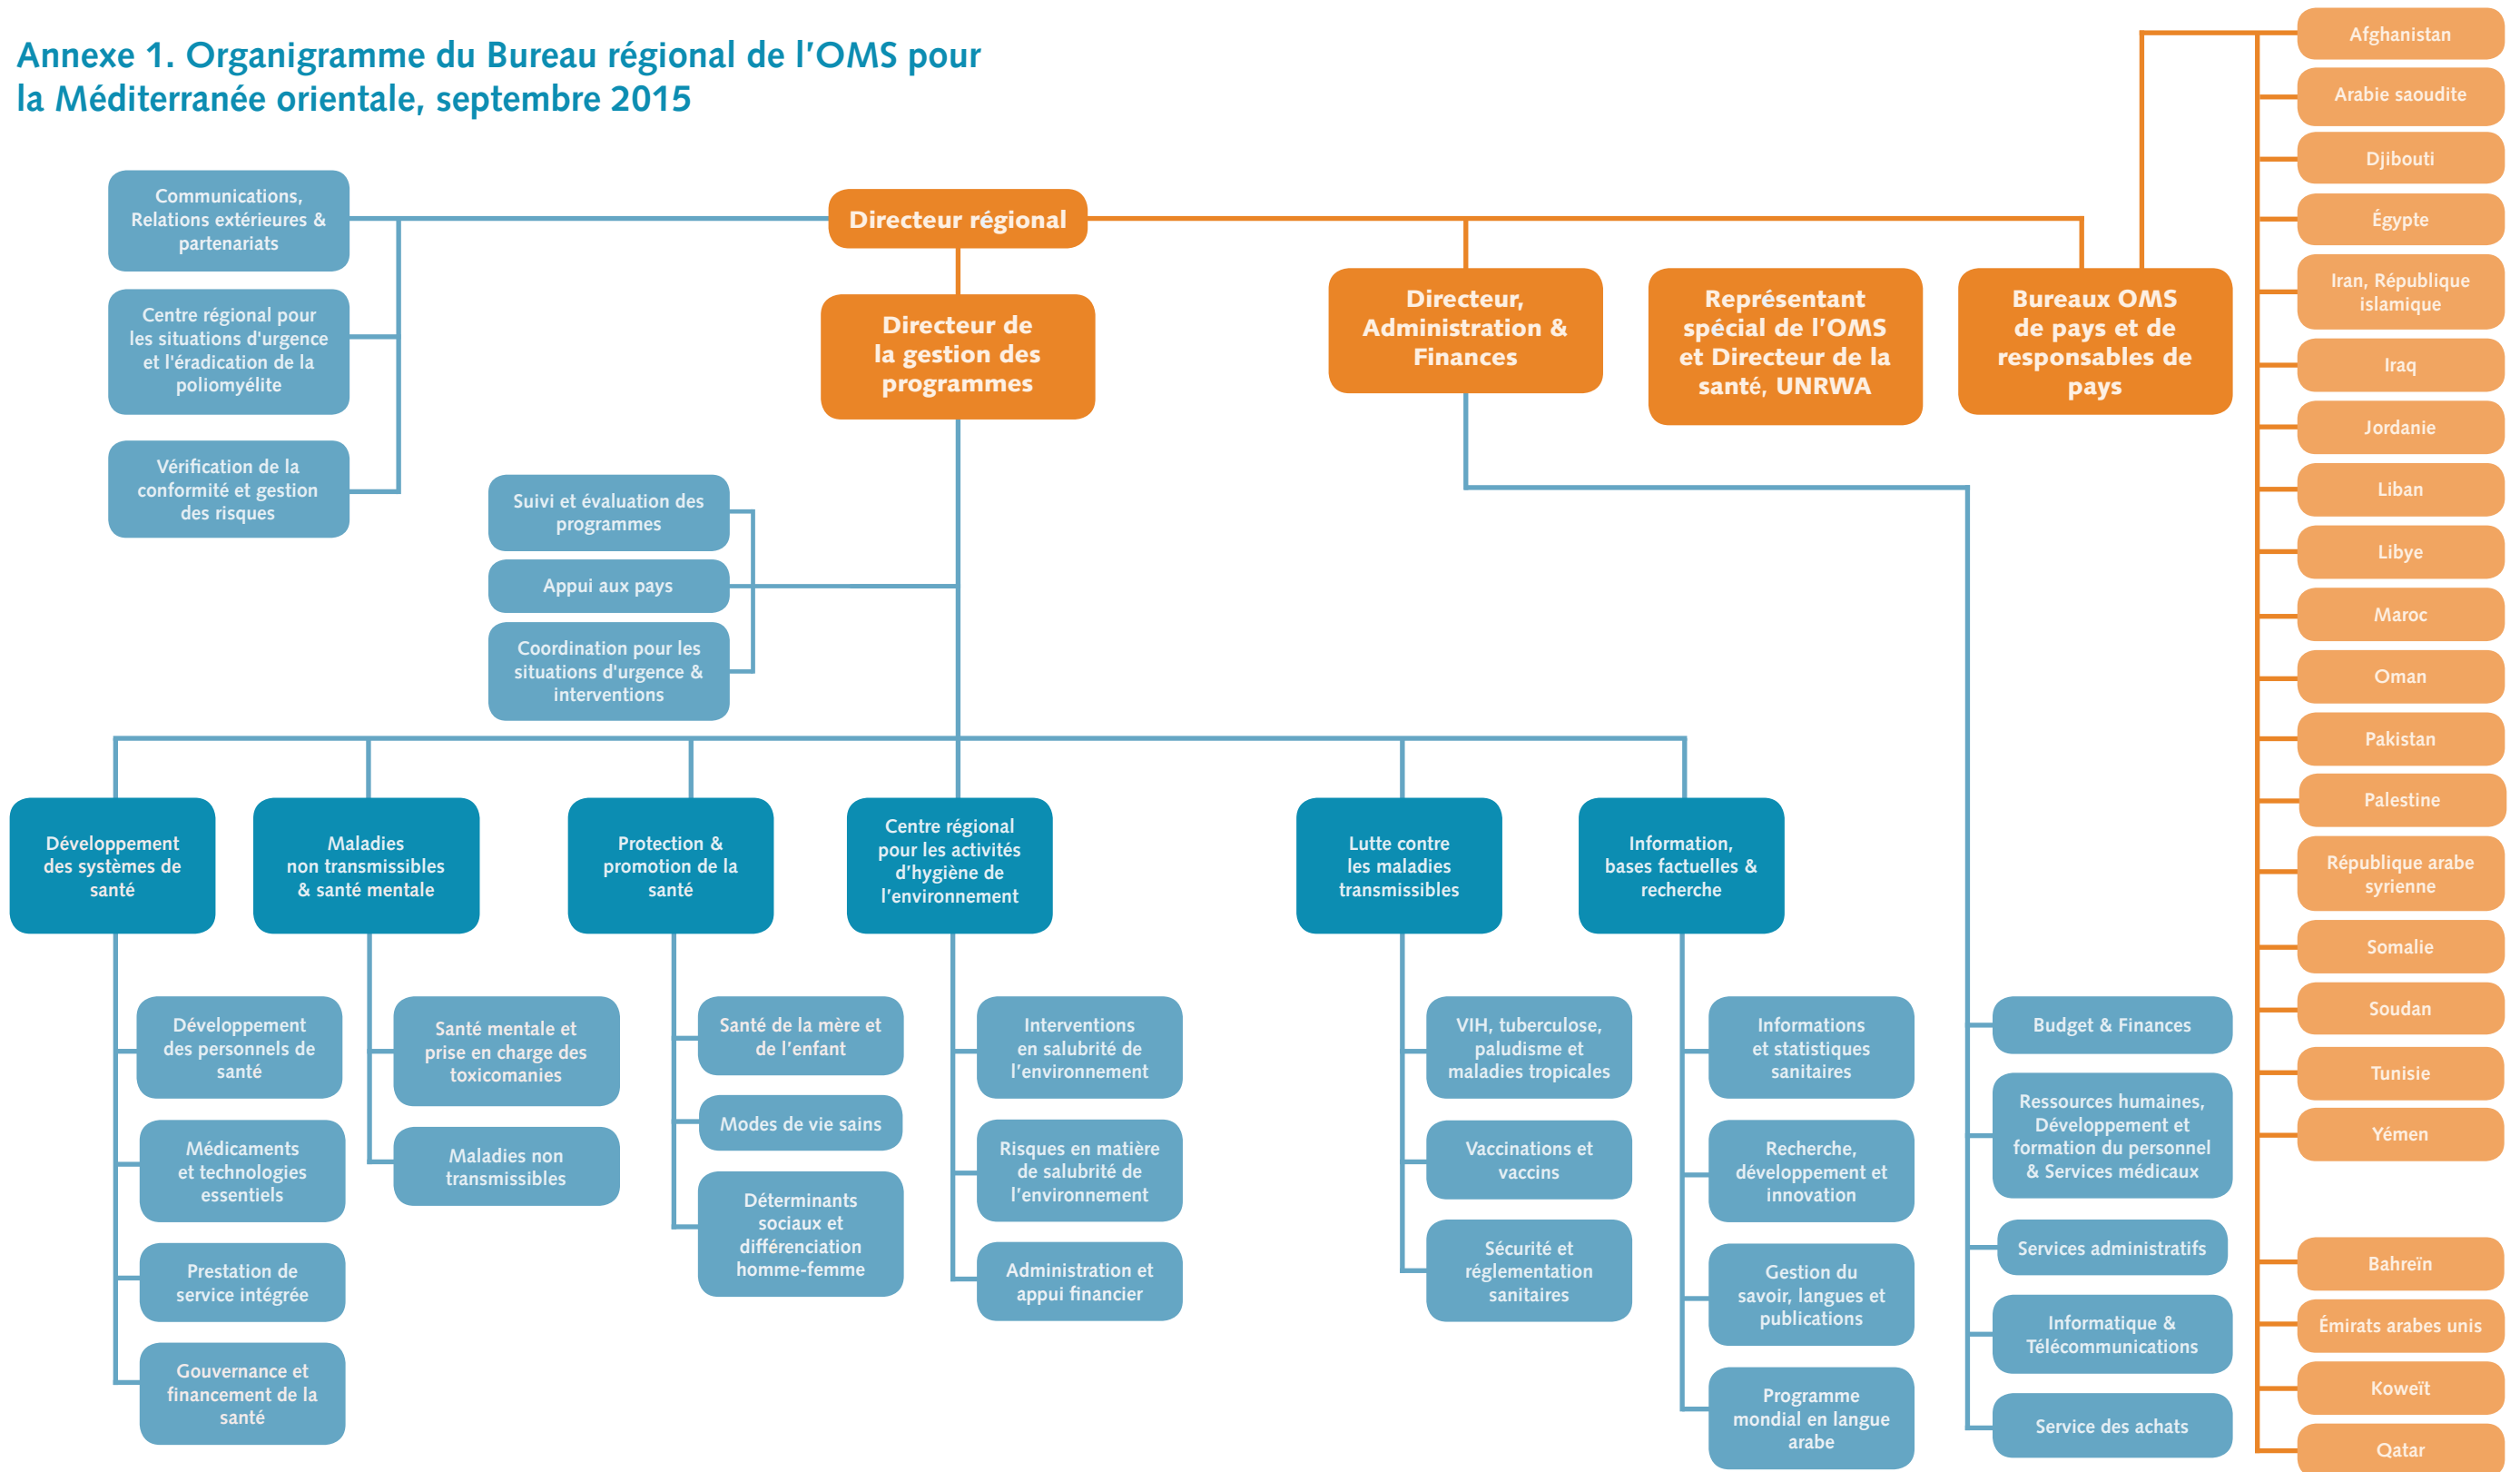 Annexe 1. Organigramme du Bureau régional de l’OMS pour
la Méditerranée orientale, septembre 2015
Communications,
Relations extérieures &
partenariats
Centre régional pour
les situations d'urgence
et l'éradication de la
poliomyélite
Vérification de la
conformité et gestion
des risques
Directeur régional
Directeur de
la gestion des
programmes
Directeur,
Administration &
Finances
Représentant
spécial de l’OMS
et Directeur de la
santé, UNRWA
Bureaux OMS
de pays et de
responsables de
pays
Suivi et évaluation des
programmes
Appui aux pays
Coordination pour les
situations d'urgence &
interventions
Développement
des systèmes de
santé
Développement
des personnels de
santé
Médicaments
et technologies
essentiels
Prestation de
service intégrée
Gouvernance et
financement de la
santé
Maladies
non transmissibles
& santé mentale
Santé mentale et
prise en charge des
toxicomanies
Maladies non
transmissibles
Protection &
promotion de la
santé
Santé de la mère et
de l’enfant
Modes de vie sains
Déterminants
sociaux et
différenciation
homme-femme
Centre régional
pour les activités
d’hygiène de
l’environnement
Interventions
en salubrité de
l’environnement
Risques en matière
de salubrité de
l’environnement
Administration et
appui financier
Lutte contre
les maladies
transmissibles
VIH, tuberculose,
paludisme et
maladies tropicales
Vaccinations et
vaccins
Sécurité et
réglementation
sanitaires
Information,
bases factuelles &
recherche
Informations
et statistiques
sanitaires
Recherche,
développement et
innovation
Gestion du
savoir, langues et
publications
Programme
mondial en langue
arabe
Budget & Finances
Ressources humaines,
Développement et
formation du personnel
& Services médicaux
Services administratifs
Informatique &
Télécommunications
Service des achats
Afghanistan
Arabie saoudite
Djibouti
Égypte
Iran, République
islamique
Iraq
Jordanie
Liban
Libye
Maroc
Oman
Pakistan
Palestine
République arabe
syrienne
Somalie
Soudan
Tunisie
Yémen
Bahreïn
Émirats arabes unis
Koweït
Qatar